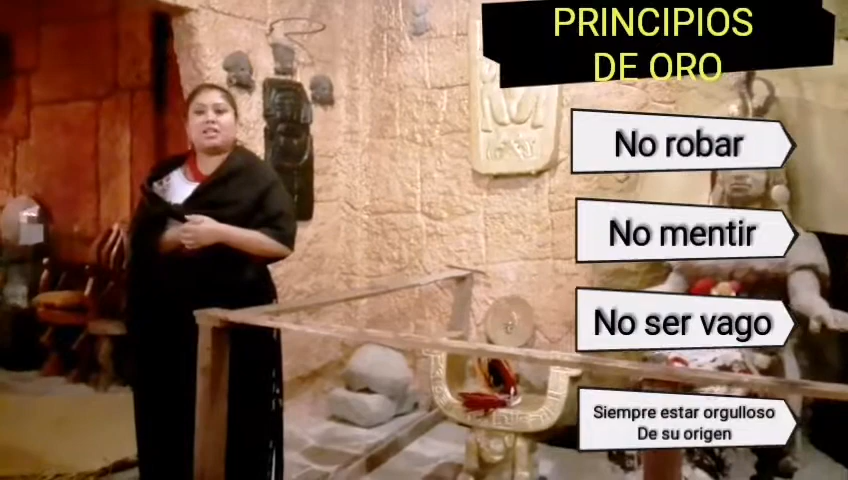 PRINCIPIOS
DE ORO
No robar
No mentir
No ser vago
Siempre estar orgulloso
De su origen